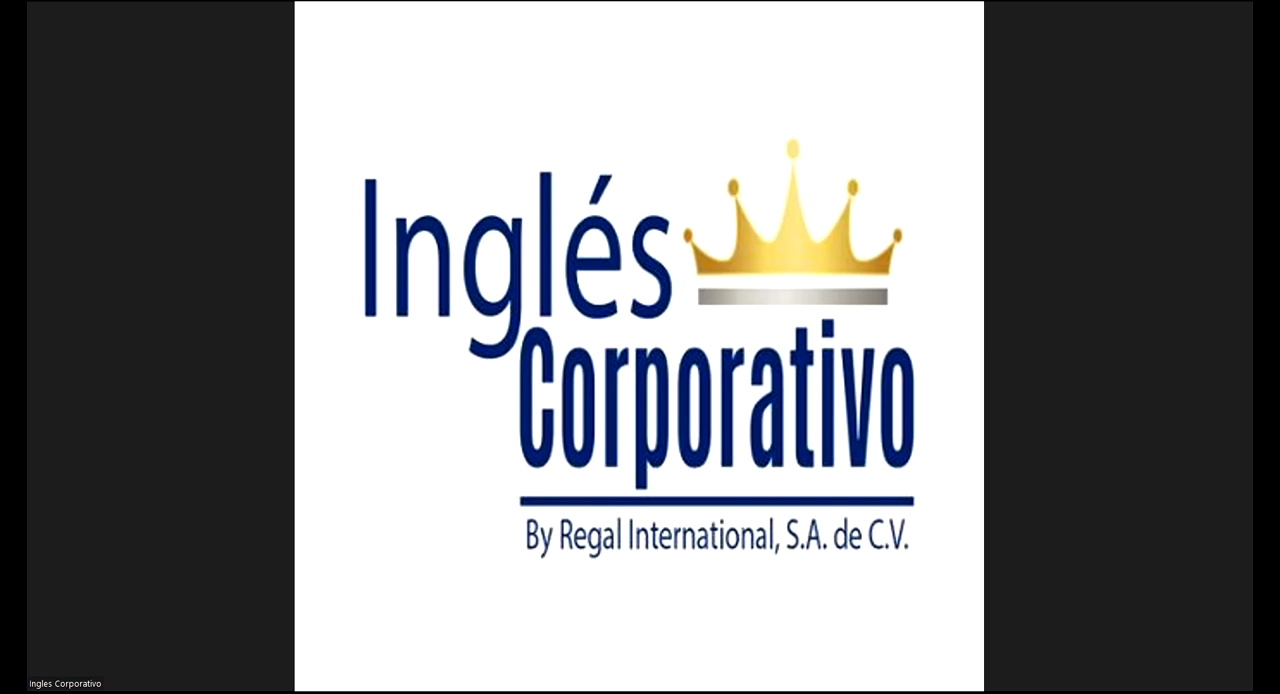 Inglés
Corporativo
By Regal International, S.A. de C.V.
Ingles Corporativo